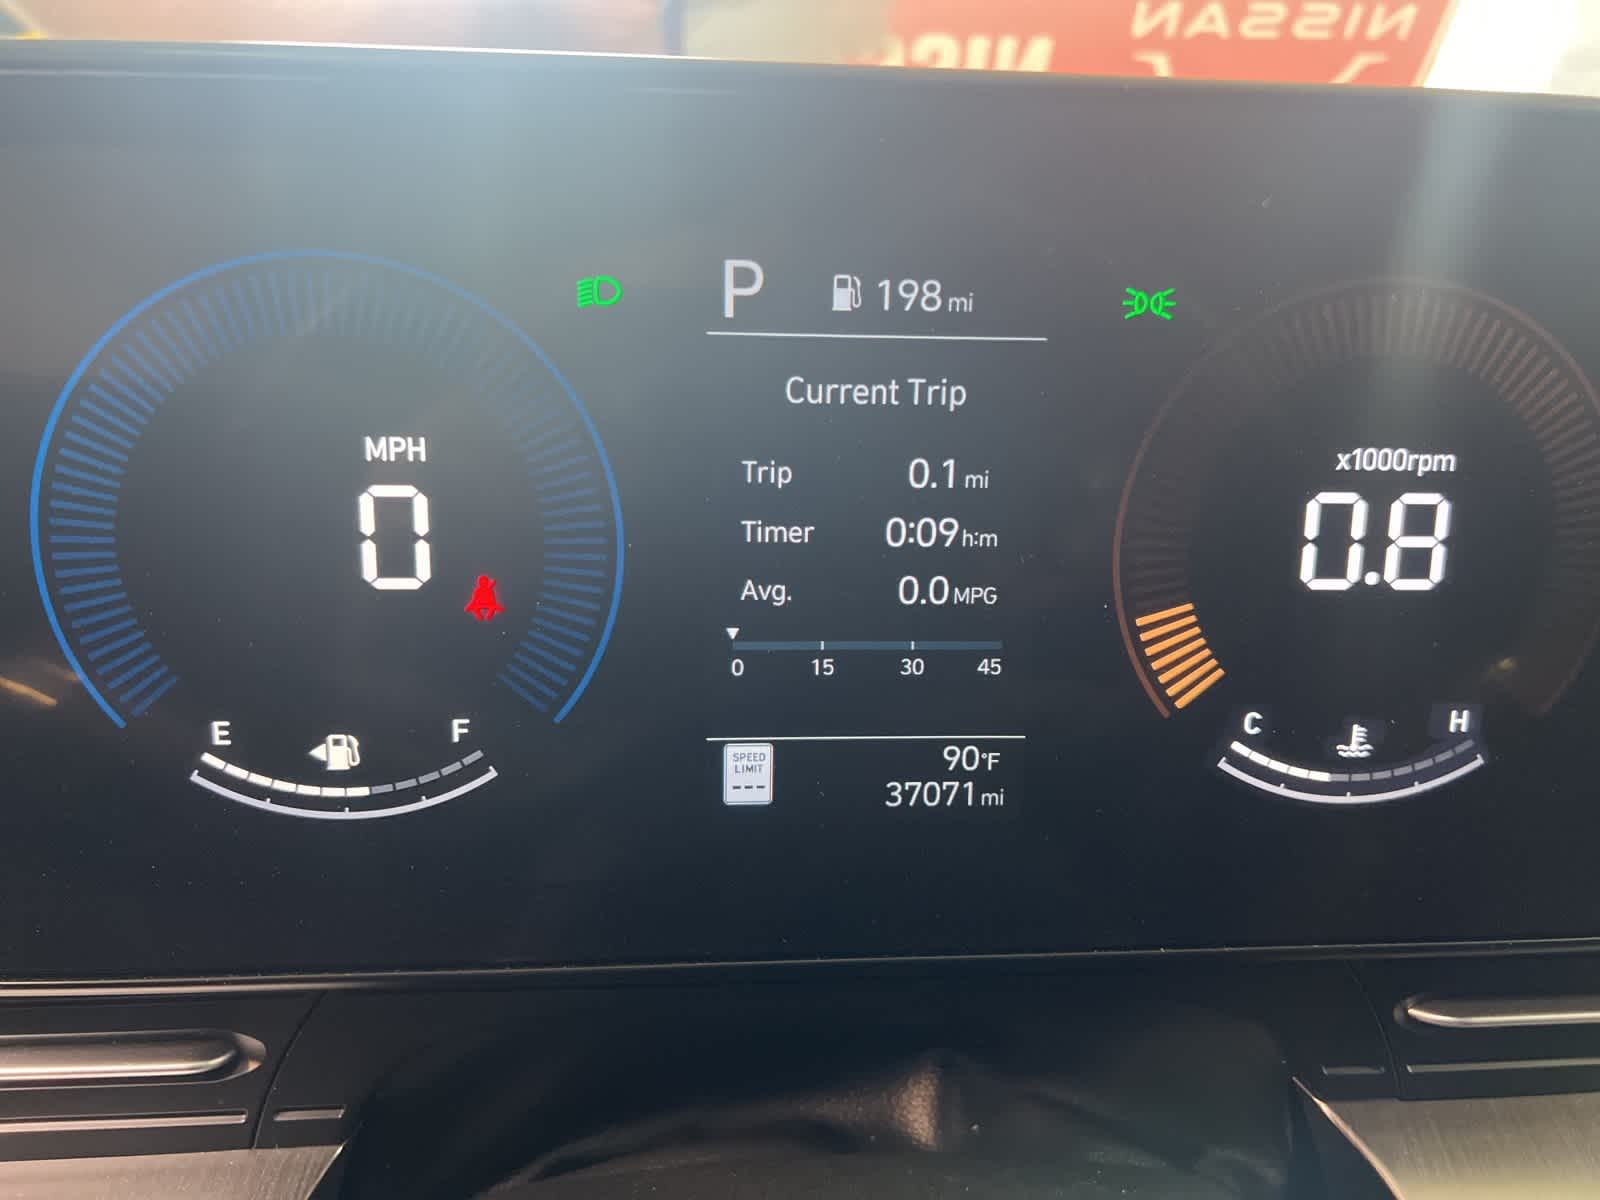 NISSAN
P 198 mi
Current Trip
Trip 0.1 mi
Timer 0:09 h:m
Avg. 0.0 MPG
0 15 30 45
SPEED
LIMIT
---
90°F
37071 mi
MPH
0
E F
x1000rpm
0.8
C H